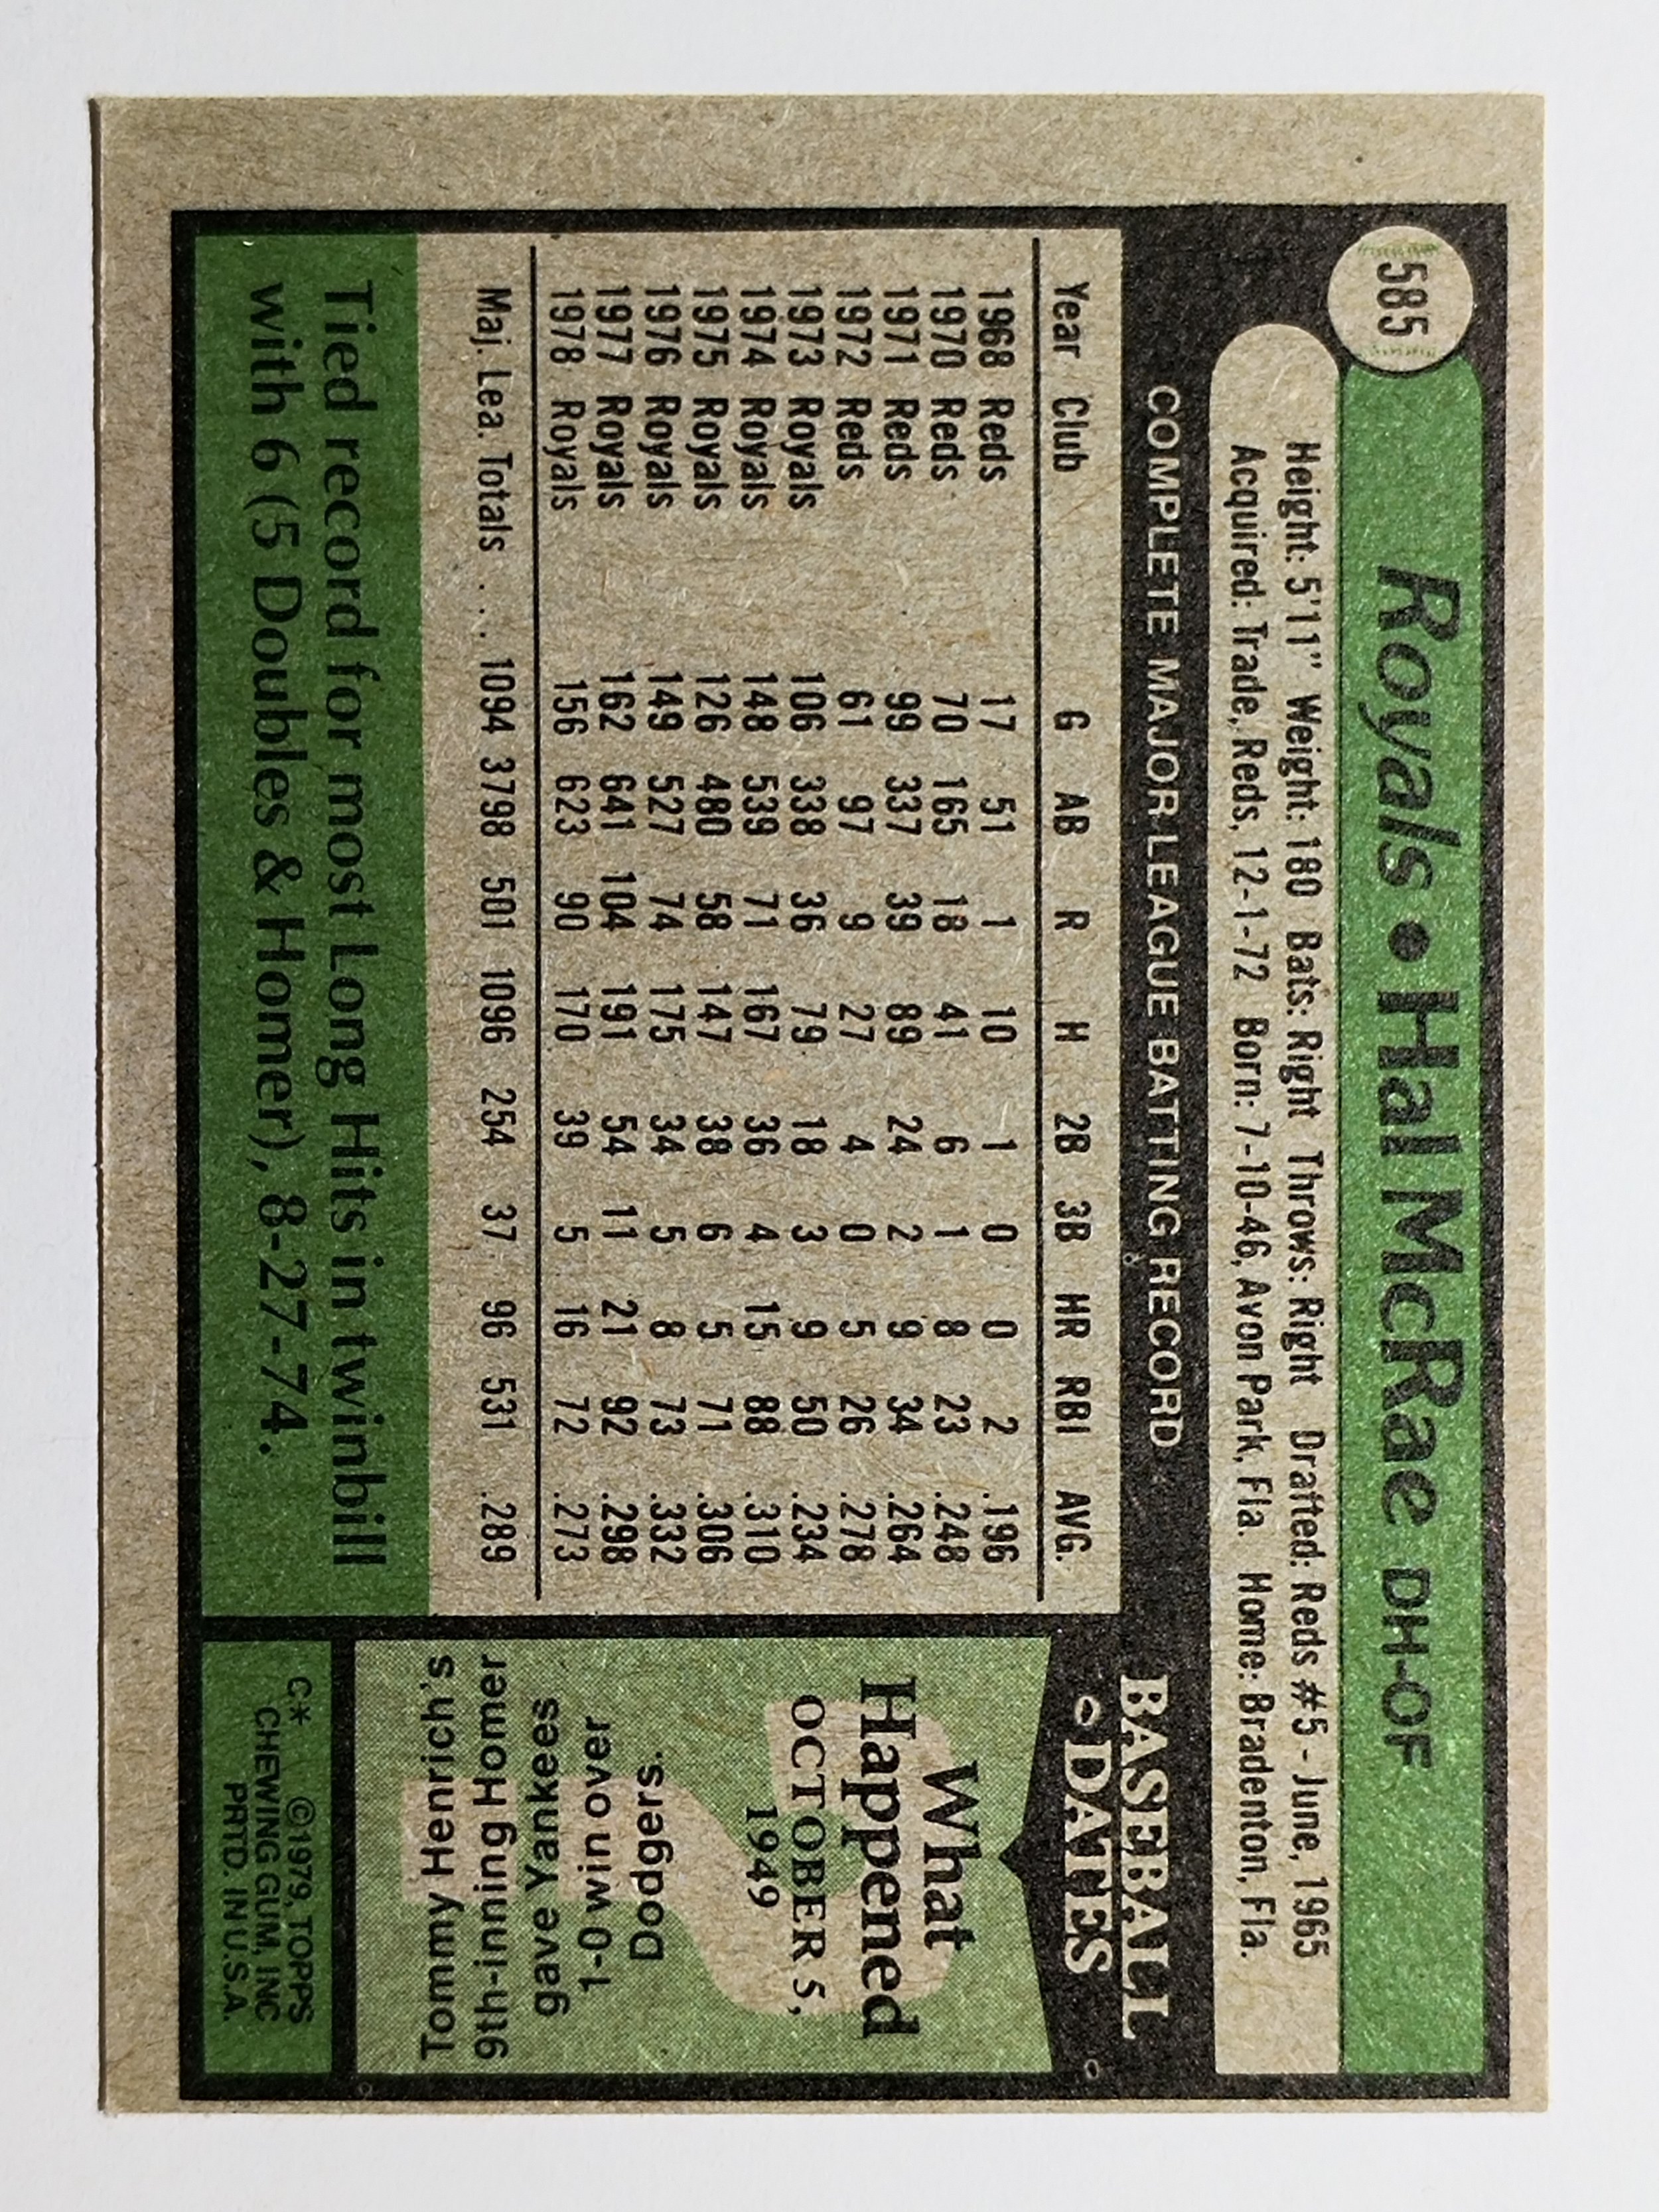 585
Royals • Hal McRae DH-OF
Height: 5'11" Weight: 180 Bats: Right Throws: Right Drafted: Reds #5 - June, 1965
Acquired: Trade, Reds, 12-1-72 Born: 7-10-46, Avon Park, Fla. Home: Bradenton, Fla.
COMPLETE MAJOR LEAGUE BATTING RECORD
Year Club G AB R H 2B 3B HR RBI AVG.
1968 Reds 17 51 1 10 1 0 0 2 .196
1970 Reds 70 165 18 41 6 1 8 23 .248
1971 Reds 99 337 39 89 24 2 9 34 .264
1972 Reds 61 97 9 27 4 0 5 26 .278
1973 Royals 106 338 36 79 18 3 9 50 .234
1974 Royals 148 539 71 167 36 4 15 88 .310
1975 Royals 126 480 58 147 38 6 5 71 .306
1976 Royals 149 527 74 175 34 5 8 73 .332
1977 Royals 162 641 104 191 54 11 21 92 .298
1978 Royals 156 623 90 170 39 5 16 72 .273
Maj. Lea. Totals . . . 1094 3798 501 1096 254 37 96 531 .289
Tied record for most Long Hits in twinbill
with 6 (5 Doubles & Homer), 8-27-74.
BASEBALL
DATES
What
Happened
OCTOBER 5,
1949
Dodgers.
1-0 win over
gave Yankees
9th-inning Homer
Tommy Henrich's
C* ©1979, TOPPS
CHEWING GUM, INC
PRTD. IN U.S.A.